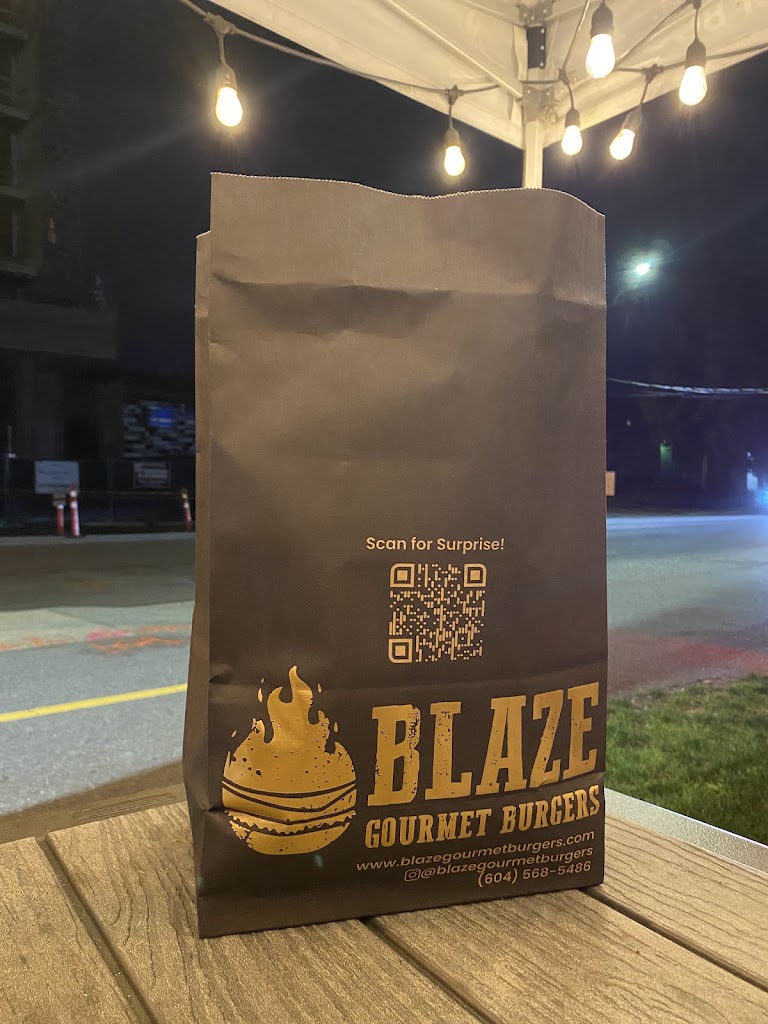 Scan for Surprise!
BLAZE
GOURMET BURGERS
www.blazegourmetburgers.com
@blazegourmetburgers
(604) 568-5486